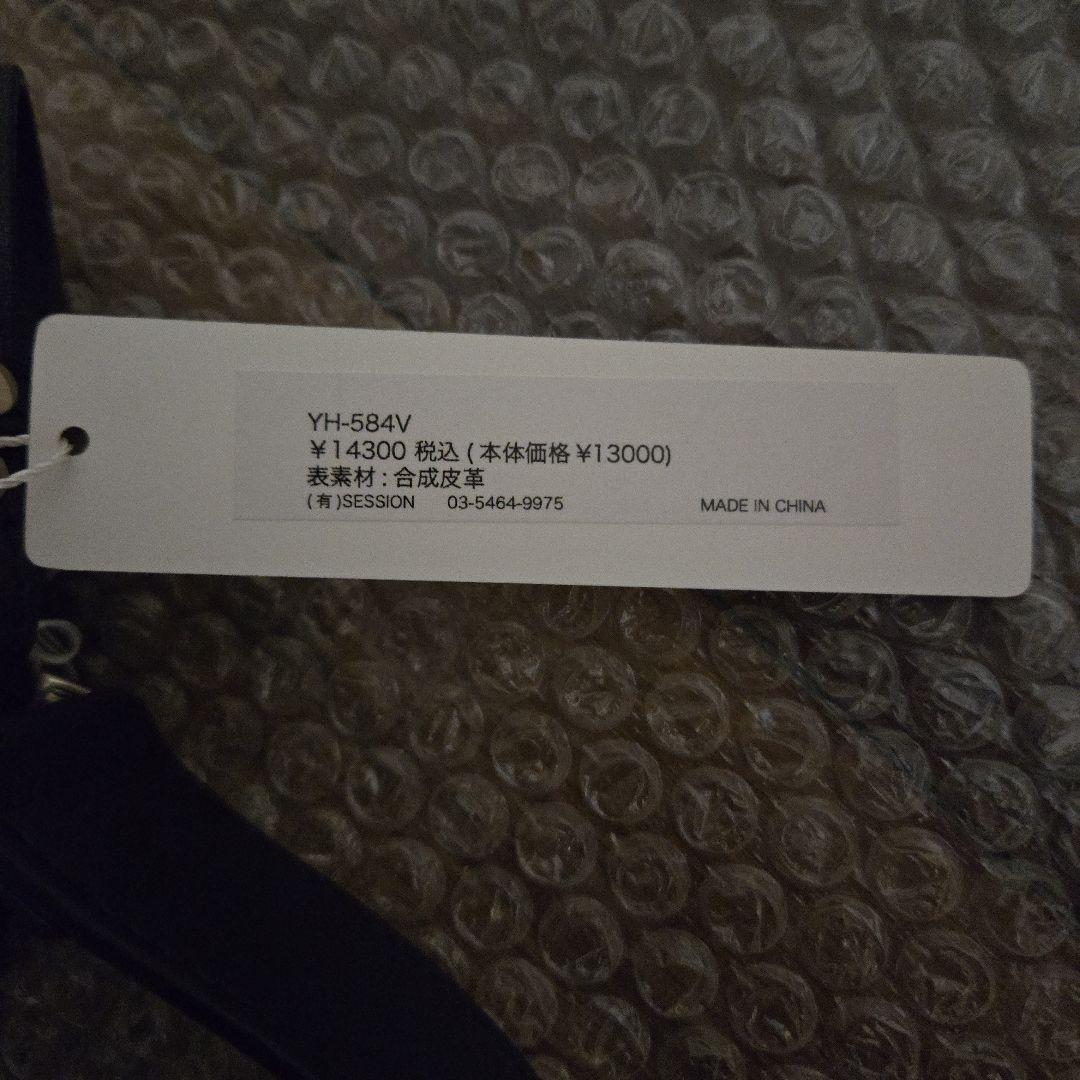 YH-584V
￥14300 税込 ( 本体価格 ¥13000)
表素材 : 合成皮革
( 有 )SESSION 03-5464-9975 MADE IN CHINA